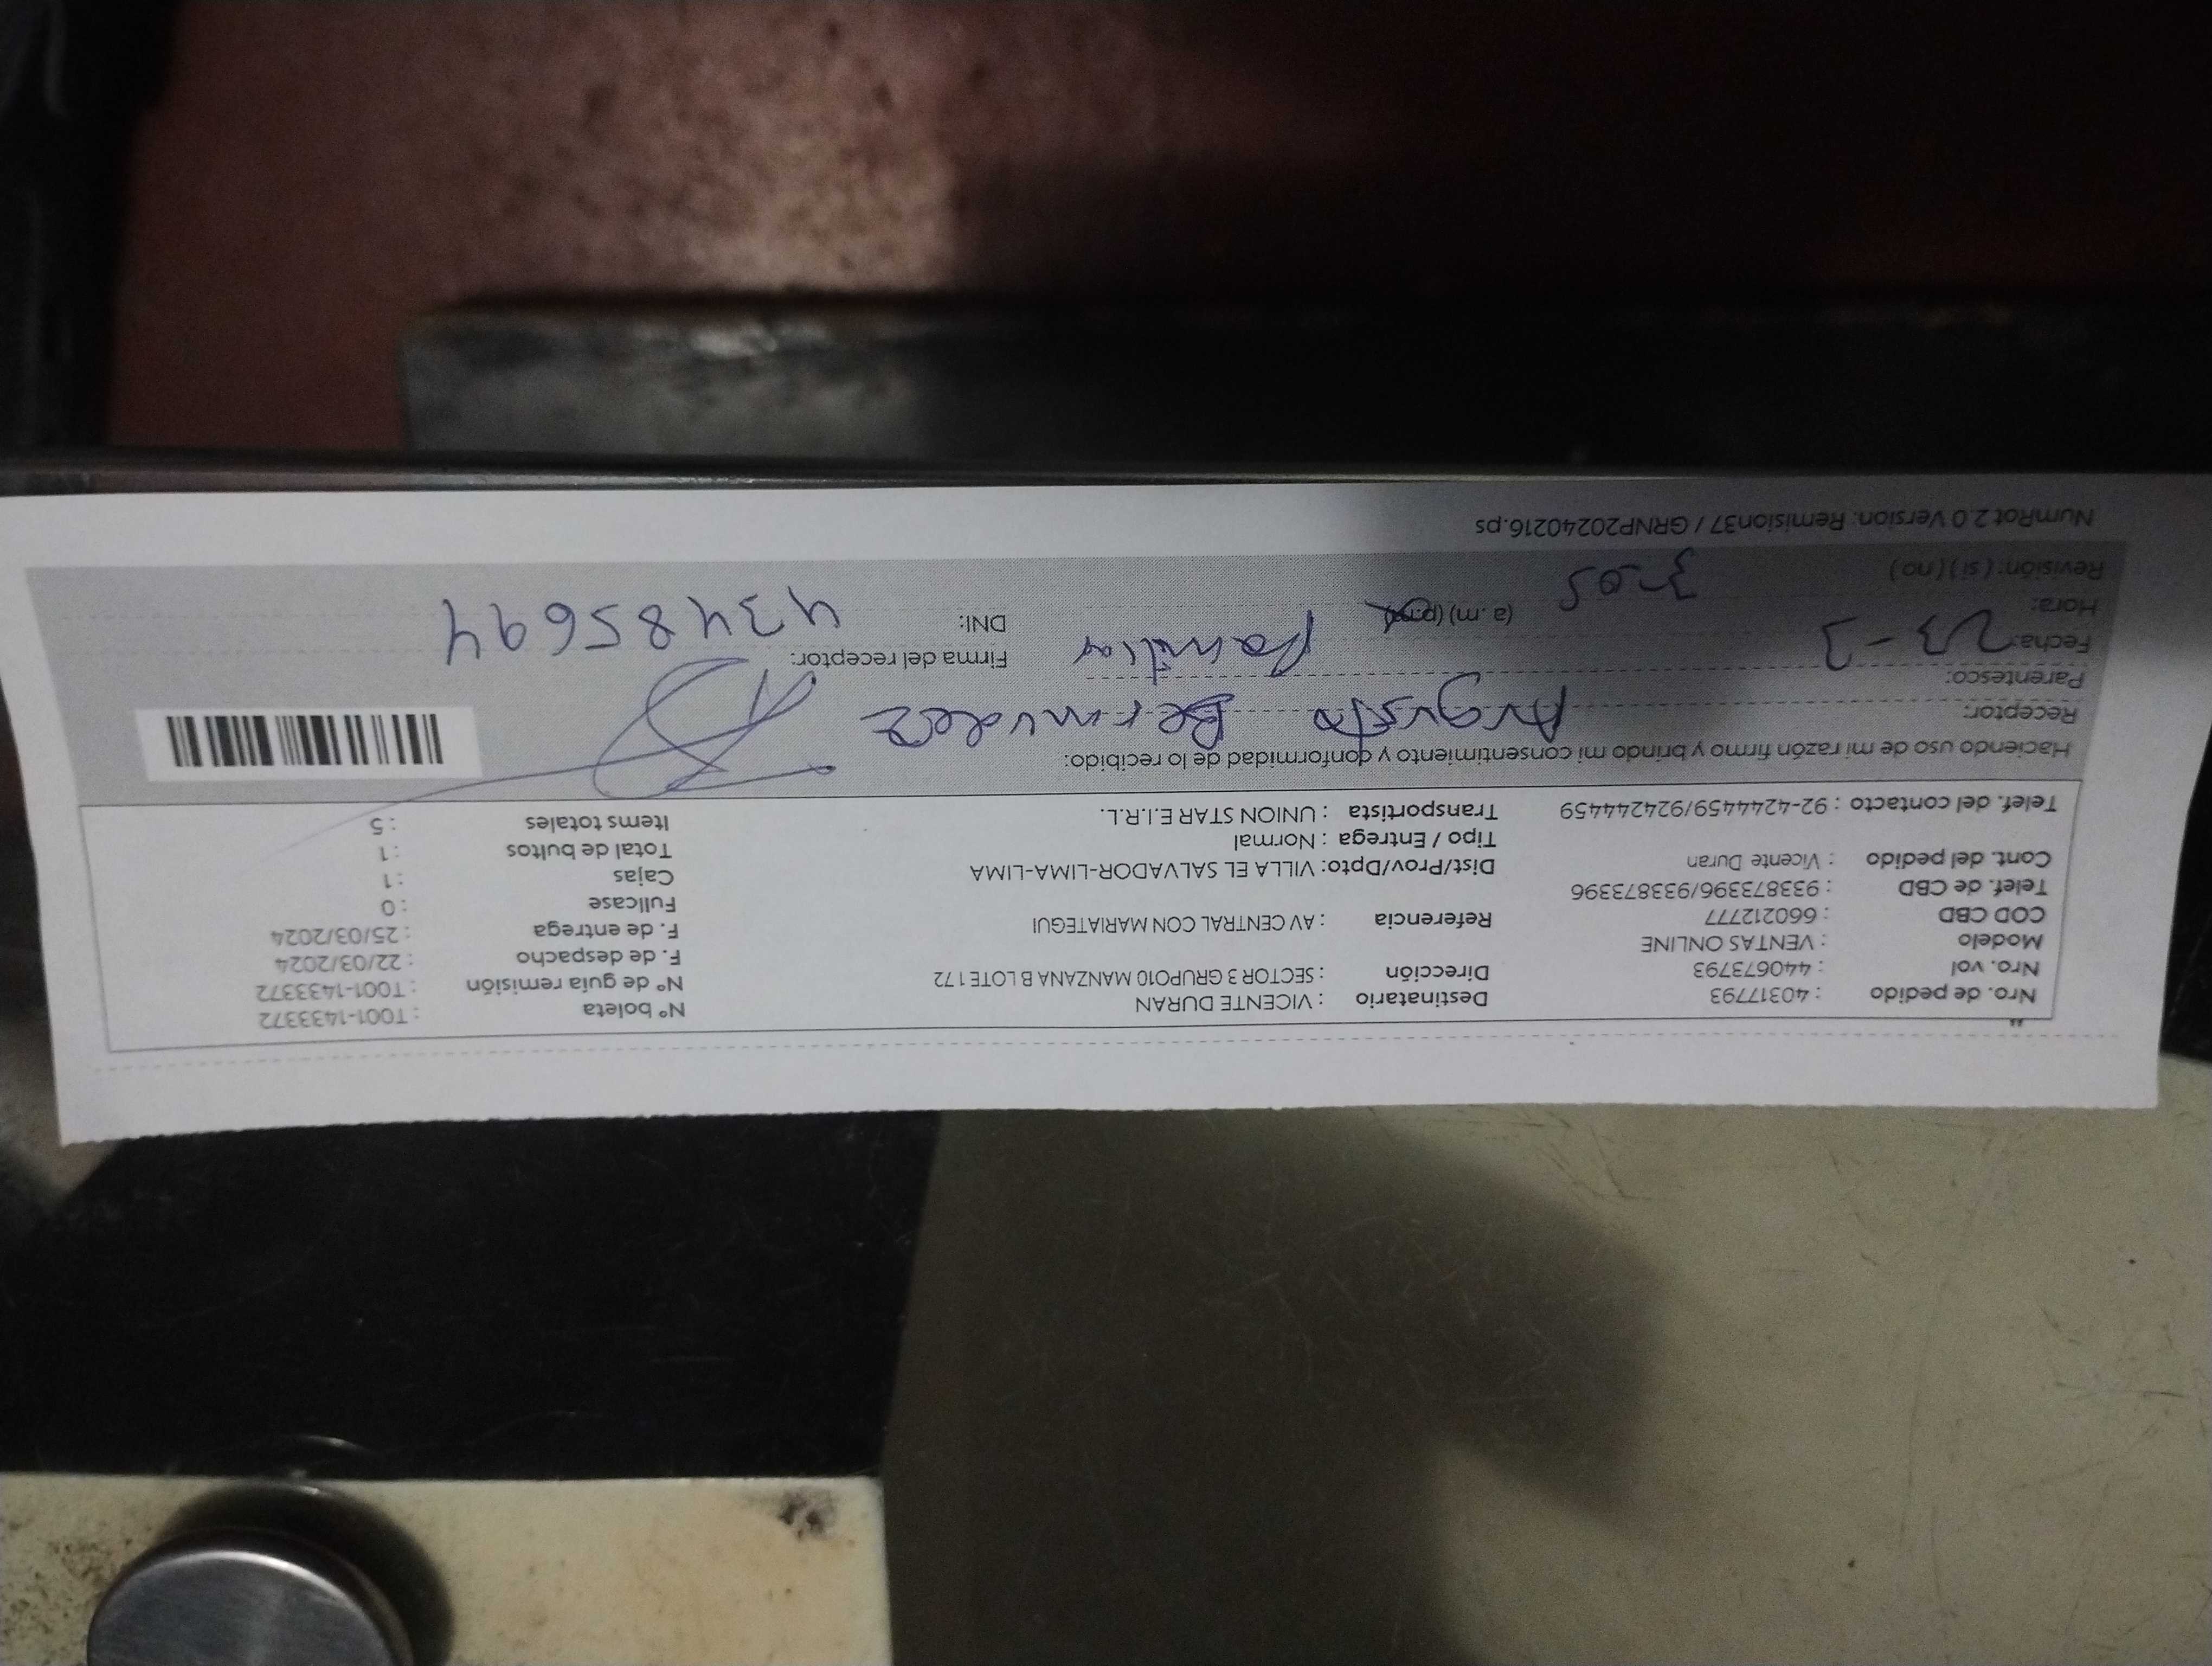 Nro. de pedido : 40317793 Destinatario : VICENTE DURAN Nº boleta : T001-1433372
Nro. vol : 440673793 Dirección : SECTOR 3 GRUPO10 MANZANA B LOTE 172 Nº de guía remisión : T001-1433372
Modelo : VENTAS ONLINE F. de despacho : 22/03/2024
COD CBD : 660212777 Referencia : AV CENTRAL CON MARIATEGUI F. de entrega : 25/03/2024
Telef. de CBD : 933873396/933873396 Fullcase : 0
Cont. del pedido : Vicente Duran Dist/Prov/Dpto: VILLA EL SALVADOR-LIMA-LIMA Cajas : 1
Tipo / Entrega : Normal Total de bultos : 1
Telef. del contacto : 92-4244459/924244459 Transportista : UNION STAR E.I.R.L. Items totales : 5
Haciendo uso de mi razón firmo y brindo mi consentimiento y conformidad de lo recibido:
Receptor: Augusto Bermudez
Parentesco: Familiar Firma del receptor:
Fecha: 23-3 DNI: 43485694
Hora: 3-05 (a. m) (p. m)
Revisión: ( si ) ( no )
NumRot 2.0 Version: Remision37 / GRNP20240216.ps